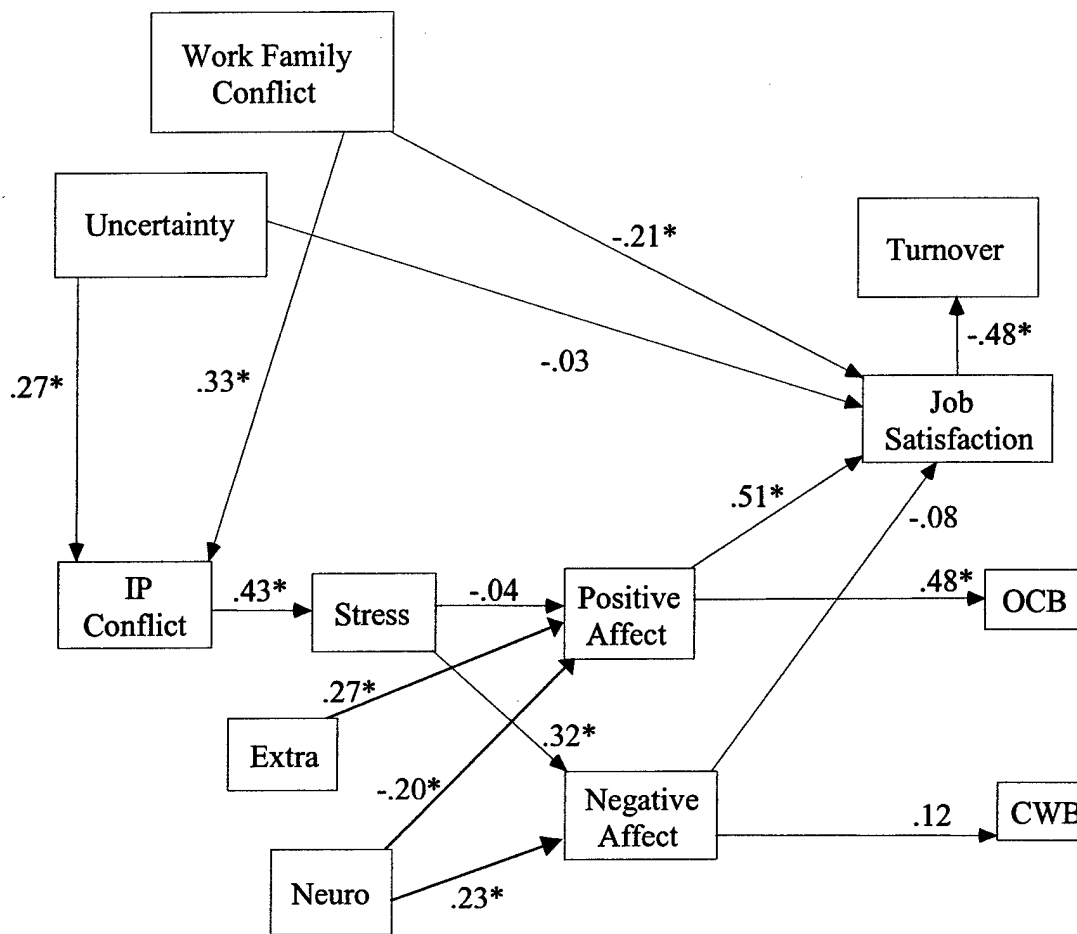 Work Family
Conflict
Uncertainty
-.21*
Turnover
-.48*
-.03
.27*
.33*
Job
Satisfaction
.51*
-.08
IP
Conflict
.43*
Stress
-.04
Positive
Affect
.48*
OCB
.27*
Extra
.32*
-.20*
Negative
Affect
.12
CWB
Neuro
.23*